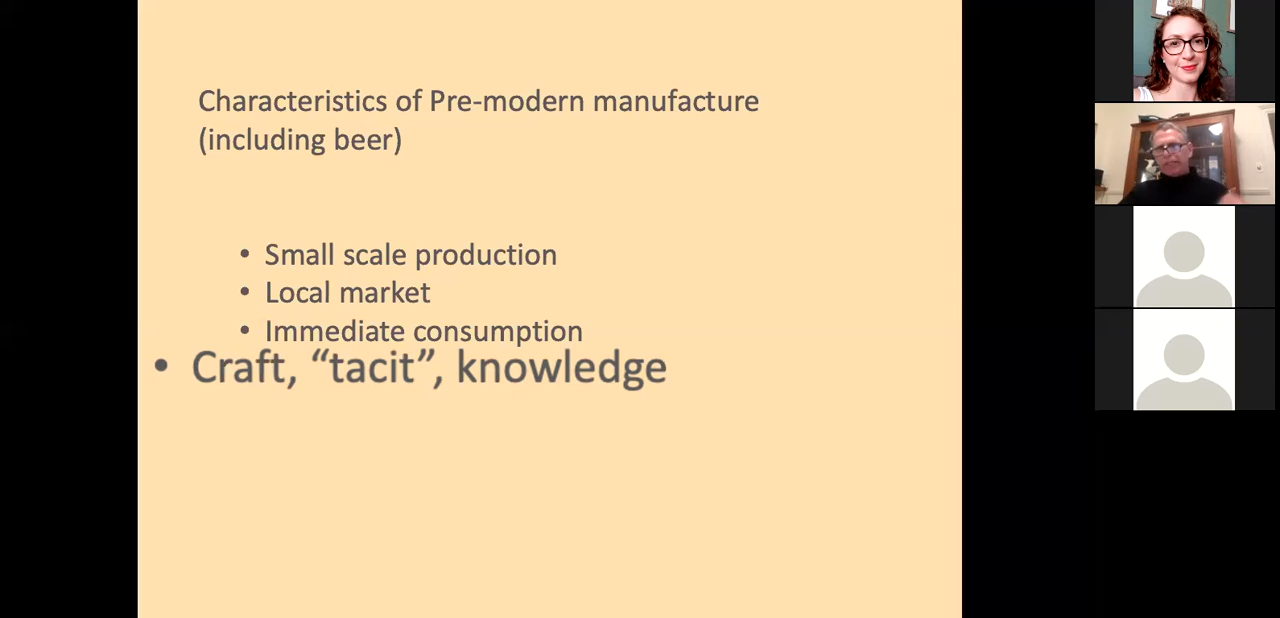 Characteristics of Pre-modern manufacture
(including beer)
• Small scale production
• Local market
• Immediate consumption
• Craft, “tacit”, knowledge